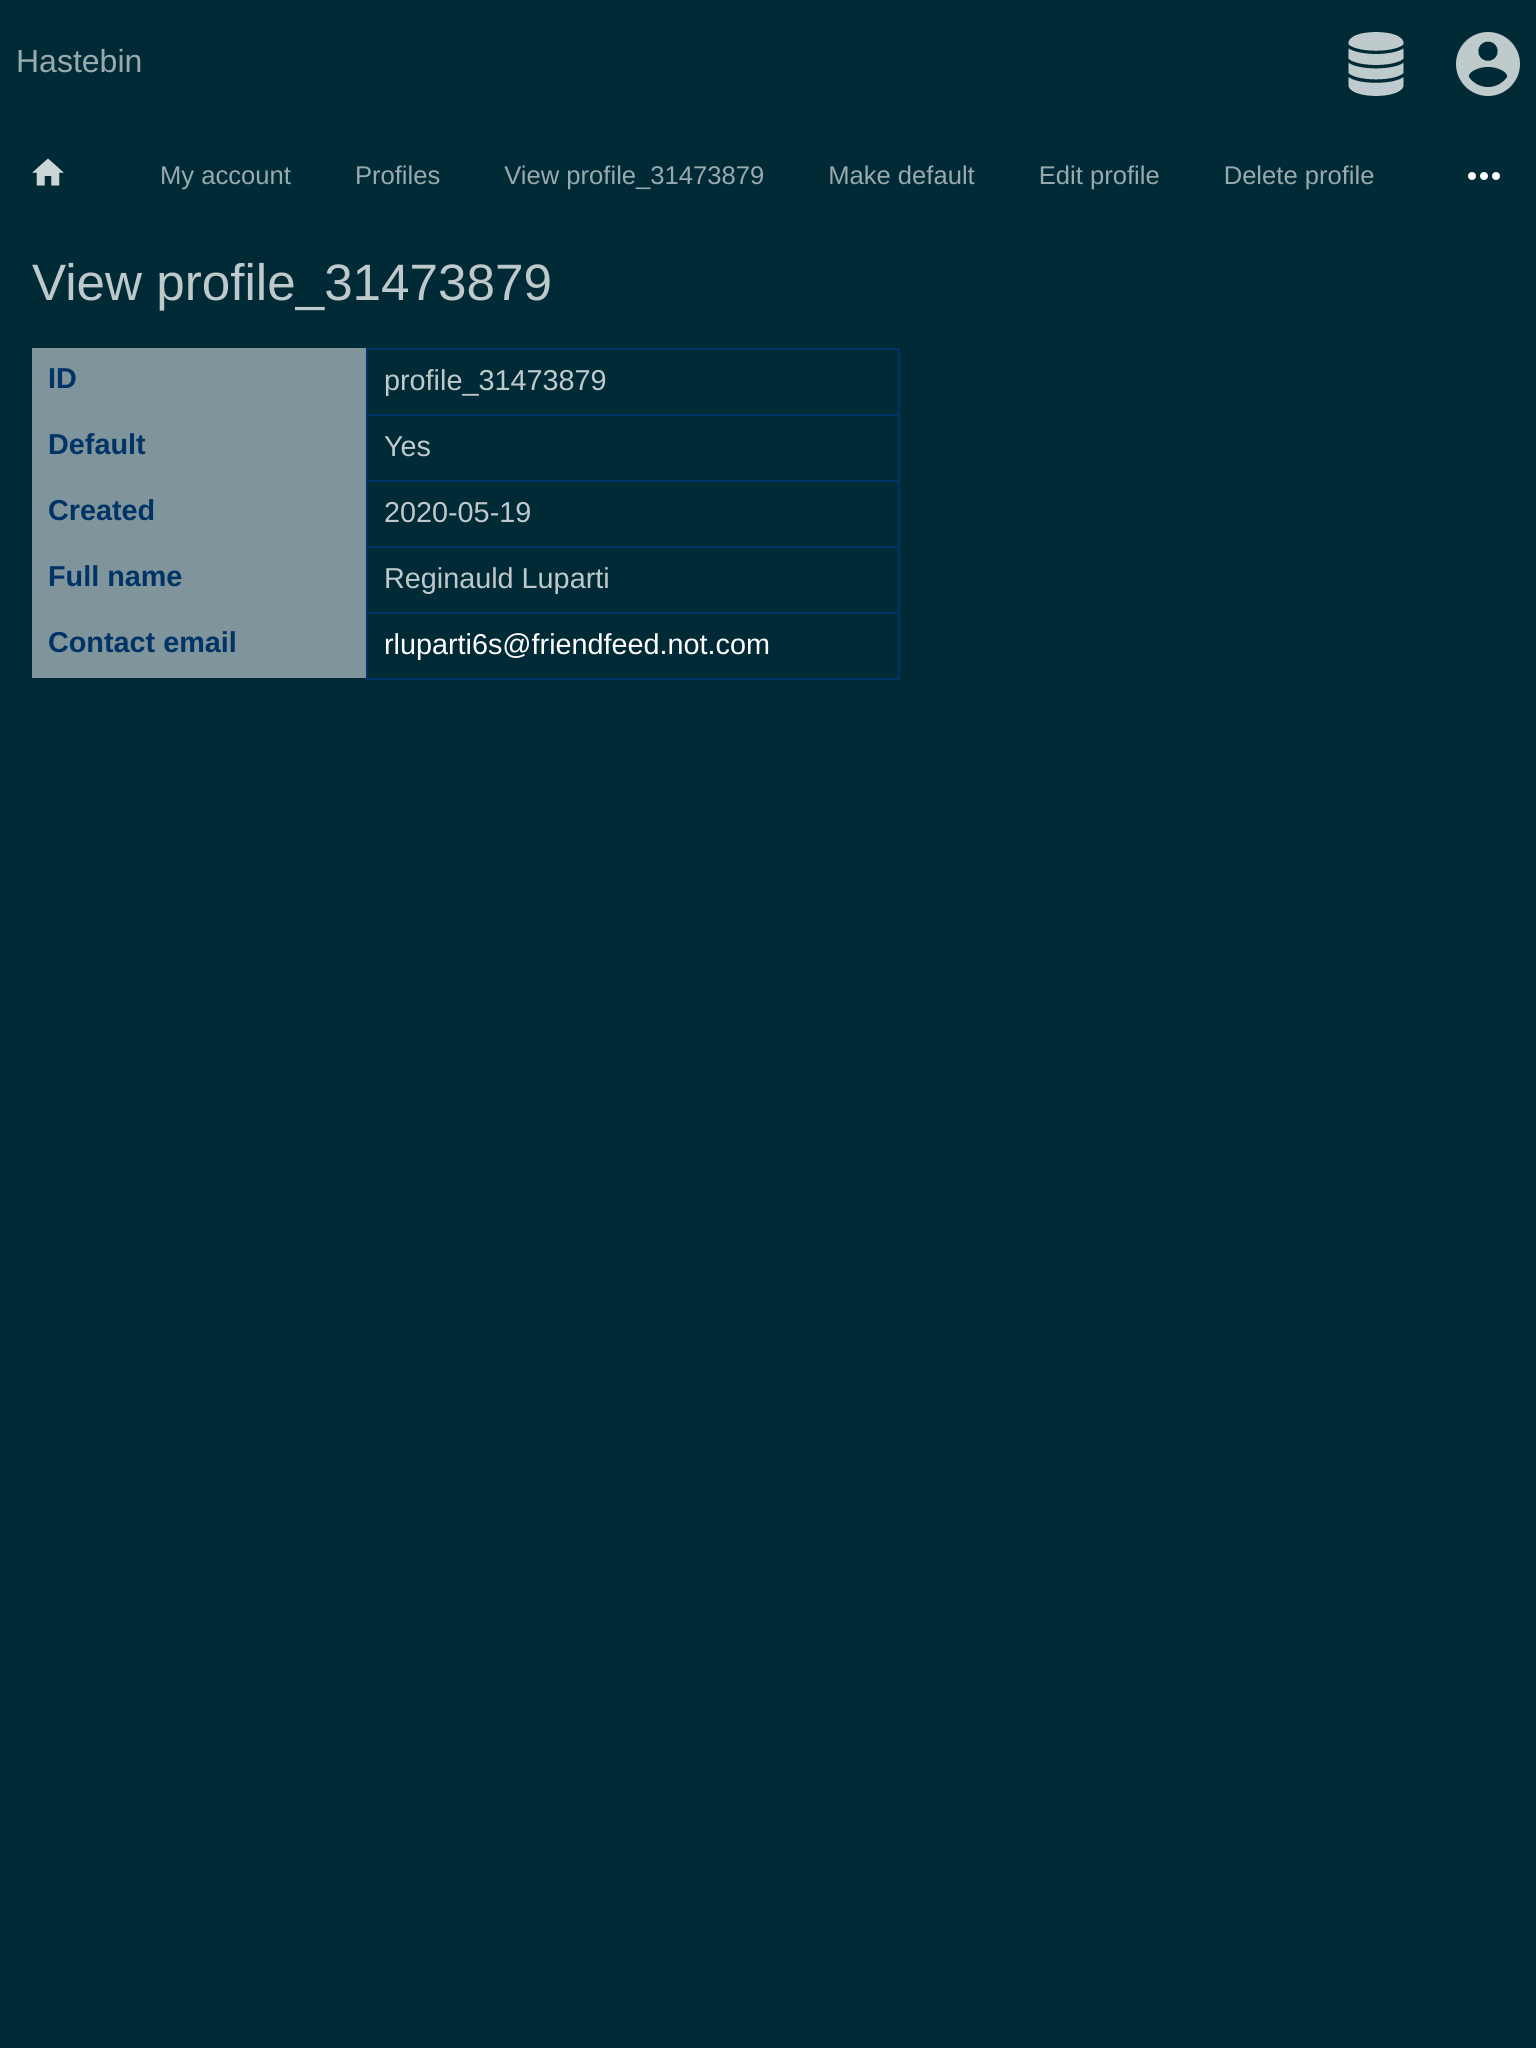 Hastebin
My account Profiles View profile_31473879 Make default Edit profile Delete profile
View profile_31473879
ID profile_31473879
Default Yes
Created 2020-05-19
Full name Reginauld Luparti
Contact email rluparti6s@friendfeed.not.com